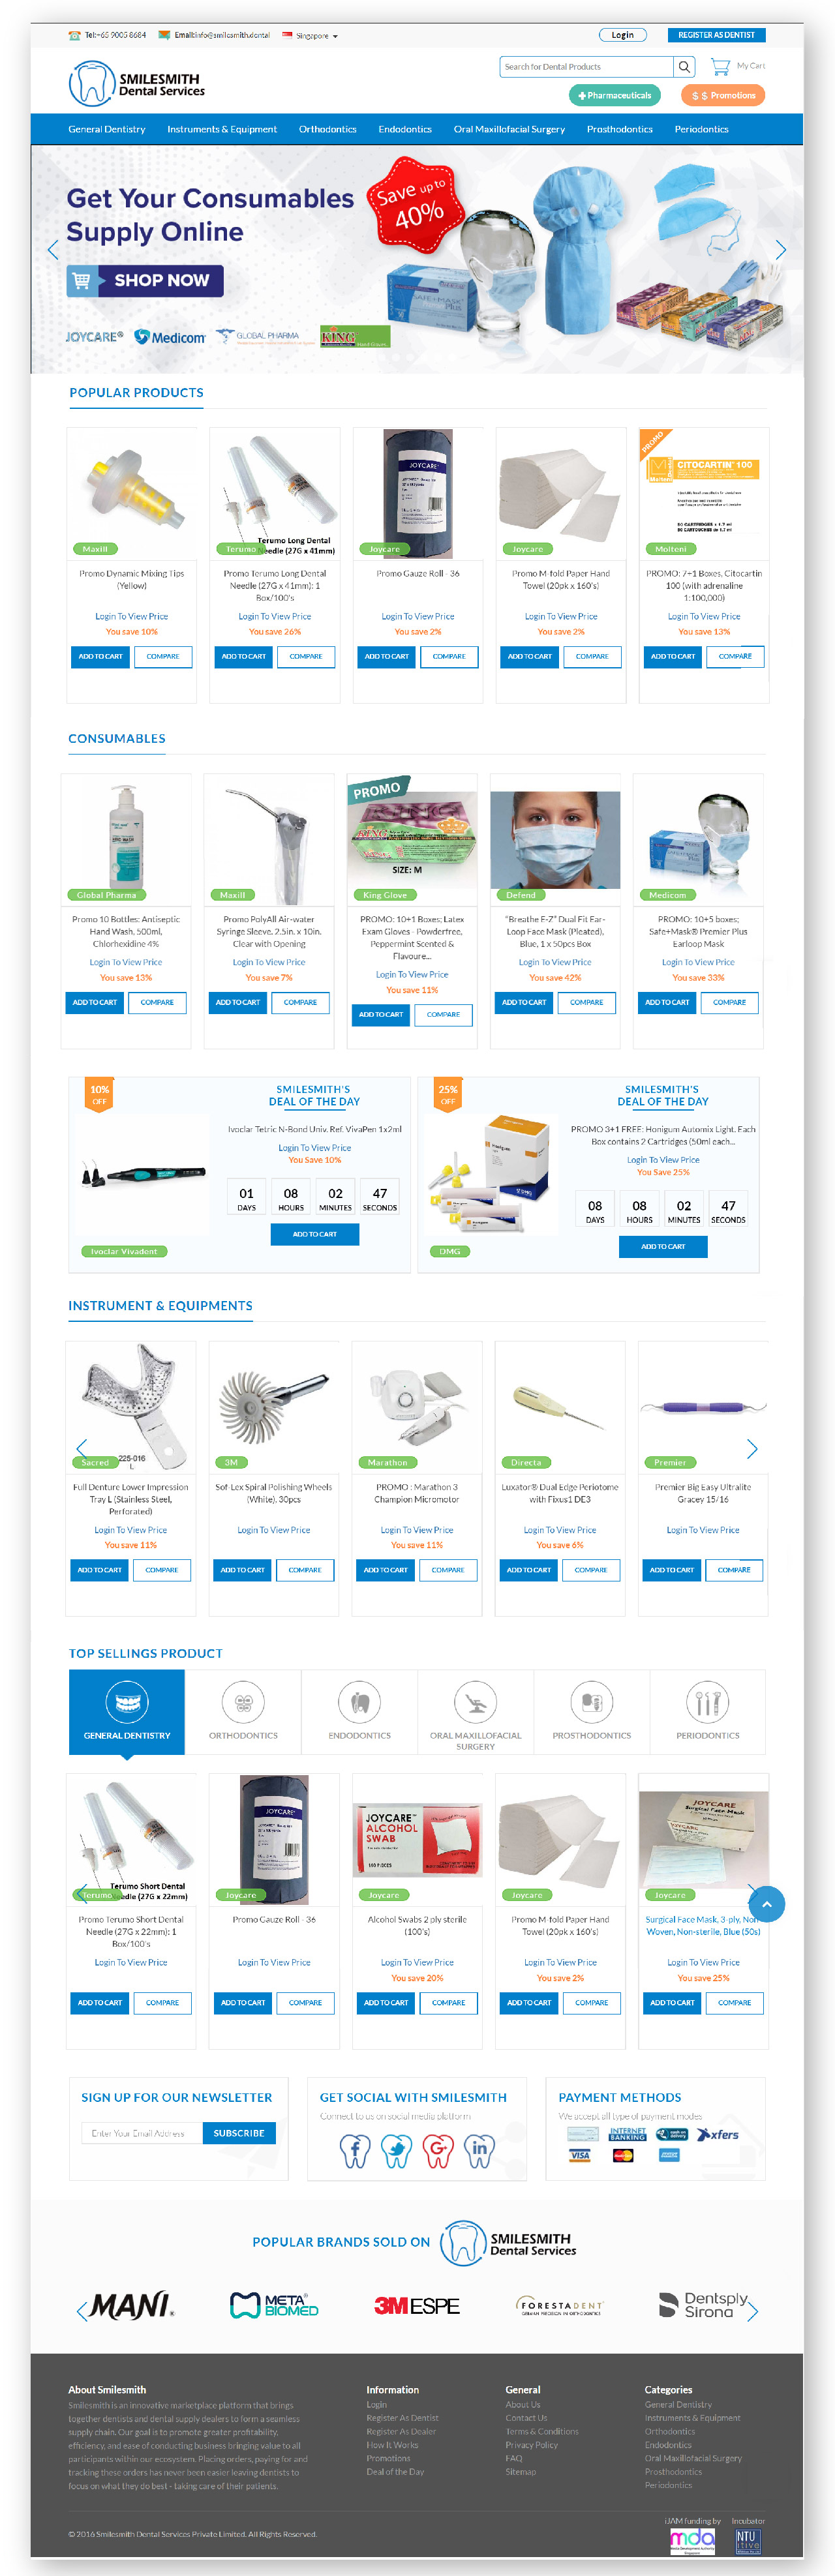 Tel:+65 9005 8684 Email:info@smilesmith.dental Singapore Login REGISTER AS DENTIST
SMILESMITH
Dental Services
Search for Dental Products My Cart
Pharmaceuticals $ $ Promotions
General Dentistry Instruments & Equipment Orthodontics Endodontics Oral Maxillofacial Surgery Prosthodontics Periodontics
Get Your Consumables
Supply Online
Save up to
40%
SHOP NOW
SAFE+MASK
Plus
JOYCARE® Medicom GLOBAL PHARMA KING
POPULAR PRODUCTS
JOYCARE
PROMO
CITOCARTIN 100
50 CARTRIDGES x 1.7 ml
Terumo Long Dental
Needle (27G x 41mm)
Maxill Terumo Joycare Joycare Molteni
Promo Dynamic Mixing Tips
(Yellow)
Promo Terumo Long Dental
Needle (27G x 41mm): 1
Box/100's
Promo Gauze Roll - 36
Promo M-fold Paper Hand
Towel (20pk x 160's)
PROMO: 7+1 Boxes, Citocartin
100 (with adrenaline
1:100,000)
Login To View Price Login To View Price Login To View Price Login To View Price Login To View Price
You save 10% You save 26% You save 2% You save 2% You save 13%
ADD TO CART COMPARE ADD TO CART COMPARE ADD TO CART COMPARE ADD TO CART COMPARE ADD TO CART COMPARE
CONSUMABLES
PROMO
KING
SIZE: M
Global Pharma Maxill King Glove Defend Medicom
Promo 10 Bottles: Antiseptic
Hand Wash, 500ml,
Chlorhexidine 4%
Login To View Price
You save 13%
Promo PolyAll Air-water
Syringe Sleeve. 2.5in. x 10in.
Clear with Opening
Login To View Price
You save 7%
PROMO: 10+1 Boxes; Latex
Exam Gloves - Powderfree,
Peppermint Scented &
Flavoure...
Login To View Price
You save 11%
"Breathe E-Z" Dual Fit Ear-
Loop Face Mask (Pleated),
Blue, 1 x 50pcs Box
Login To View Price
You save 42%
PROMO: 10+5 boxes;
Safe+Mask® Premier Plus
Earloop Mask
Login To View Price
You save 33%
ADD TO CART COMPARE ADD TO CART COMPARE ADD TO CART COMPARE ADD TO CART COMPARE ADD TO CART COMPARE
10%
OFF
SMILESMITH'S
DEAL OF THE DAY
Ivoclar Tetric N-Bond Univ. Ref. VivaPen 1x2ml
Login To View Price
You Save 10%
01 08 02 47
DAYS HOURS MINUTES SECONDS
ADD TO CART
Ivoclar Vivadent
25%
OFF
SMILESMITH'S
DEAL OF THE DAY
PROMO 3+1 FREE: Honigum Automix Light. Each
Box contains 2 Cartridges (50ml each...
Login To View Price
You Save 25%
08 08 02 47
DAYS HOURS MINUTES SECONDS
ADD TO CART
DMG
INSTRUMENT & EQUIPMENTS
225-016
L
Sacred 3M Marathon Directa Premier
Full Denture Lower Impression
Tray L (Stainless Steel,
Perforated)
Login To View Price
You save 11%
Sof-Lex Spiral Polishing Wheels
(White), 30pcs
Login To View Price
PROMO : Marathon 3
Champion Micromotor
Login To View Price
You save 11%
Luxator® Dual Edge Periotome
with Fixus1 DE3
Login To View Price
You save 6%
Premier Big Easy Ultralite
Gracey 15/16
Login To View Price
ADD TO CART COMPARE ADD TO CART COMPARE ADD TO CART COMPARE ADD TO CART COMPARE ADD TO CART COMPARE
TOP SELLINGS PRODUCT
GENERAL DENTISTRY ORTHODONTICS ENDODONTICS ORAL MAXILLOFACIAL
SURGERY PROSTHODONTICS PERIODONTICS
Terumo Short Dental
Needle (27G x 22mm)
JOYCARE
JOYCARE
ALCOHOL
SWAB
100 PIECES
JOYCARE
Surgical Face Mask
Terumo Joycare Joycare Joycare Joycare
Promo Terumo Short Dental
Needle (27G x 22mm): 1
Box/100's
Login To View Price
Promo Gauze Roll - 36
Login To View Price
Alcohol Swabs 2 ply sterile
(100's)
Login To View Price
You save 20%
Promo M-fold Paper Hand
Towel (20pk x 160's)
Login To View Price
You save 2%
Surgical Face Mask, 3-ply, Non-
Woven, Non-sterile, Blue (50s)
Login To View Price
You save 25%
ADD TO CART COMPARE ADD TO CART COMPARE ADD TO CART COMPARE ADD TO CART COMPARE ADD TO CART COMPARE
SIGN UP FOR OUR NEWSLETTER
Enter Your Email Address SUBSCRIBE
GET SOCIAL WITH SMILESMITH
Connect to us on social media platform
f G+ in
PAYMENT METHODS
We accept all type of payment modes
INTERNET
BANKING
cash on
delivery
xfers
VISA MasterCard
POPULAR BRANDS SOLD ON SMILESMITH
Dental Services
MANI. META
BIOMED 3M ESPE FORESTADENT
GERMAN PRECISION IN ORTHODONTICS Dentsply
Sirona
About Smilesmith
Smilesmith is an innovative marketplace platform that brings
together dentists and dental supply dealers to form a seamless
supply chain. Our goal is to promote greater profitability,
efficiency, and ease of conducting business bringing value to all
participants within our ecosystem. Placing orders, paying for and
tracking these orders has never been easier leaving dentists to
focus on what they do best - taking care of their patients.
Information
Login
Register As Dentist
Register As Dealer
How It Works
Promotions
Deal of the Day
General
About Us
Contact Us
Terms & Conditions
Privacy Policy
FAQ
Sitemap
Categories
General Dentistry
Instruments & Equipment
Orthodontics
Endodontics
Oral Maxillofacial Surgery
Prosthodontics
Periodontics
iJAM funding by Incubator
© 2016 Smilesmith Dental Services Private Limited. All Rights Reserved.
mda
NTU
itive